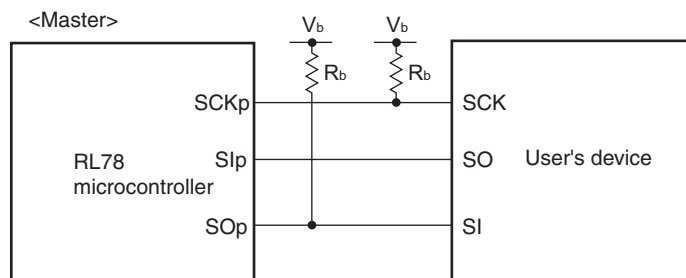 <Master>
Vb Vb
Rb Rb
SCKp SCK
RL78
microcontroller
SIp SO
User's device
SOp SI